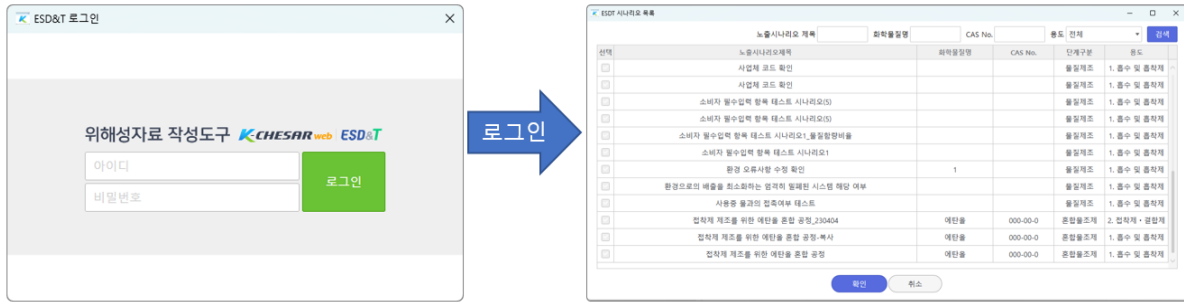 ESD&T 로그인
위해성자료 작성도구 K-CHESAR web ESD&T
아이디
비밀번호
로그인
로그인
ESDT 시나리오 목록
노출시나리오 제목 화학물질명 CAS No. 용도 전체 검색
선택 노출시나리오제목 화학물질명 CAS No. 단계구분 용도
사업체 코드 확인 물질제조 1. 흡수 및 흡착제
사업체 코드 확인 물질제조 1. 흡수 및 흡착제
소비자 필수입력 항목 테스트 시나리오(5) 물질제조 1. 흡수 및 흡착제
소비자 필수입력 항목 테스트 시나리오(5) 물질제조 1. 흡수 및 흡착제
소비자 필수입력 항목 테스트 시나리오1_물질함량비율 물질제조 1. 흡수 및 흡착제
소비자 필수입력 항목 테스트 시나리오1 물질제조 1. 흡수 및 흡착제
환경 오류사항 수정 확인 1 물질제조 1. 흡수 및 흡착제
환경으로의 배출을 최소화하는 엄격히 밀폐된 시스템 해당 여부 물질제조 1. 흡수 및 흡착제
사용중 물과의 접촉여부 테스트 물질제조 1. 흡수 및 흡착제
접착제 제조를 위한 에탄올 혼합 공정_230404 에탄올 000-00-0 혼합물조제 2. 접착제・결합제
접착제 제조를 위한 에탄올 혼합 공정-복사 에탄올 000-00-0 혼합물조제 1. 흡수 및 흡착제
접착제 제조를 위한 에탄올 혼합 공정 에탄올 000-00-0 혼합물조제 1. 흡수 및 흡착제
확인 취소